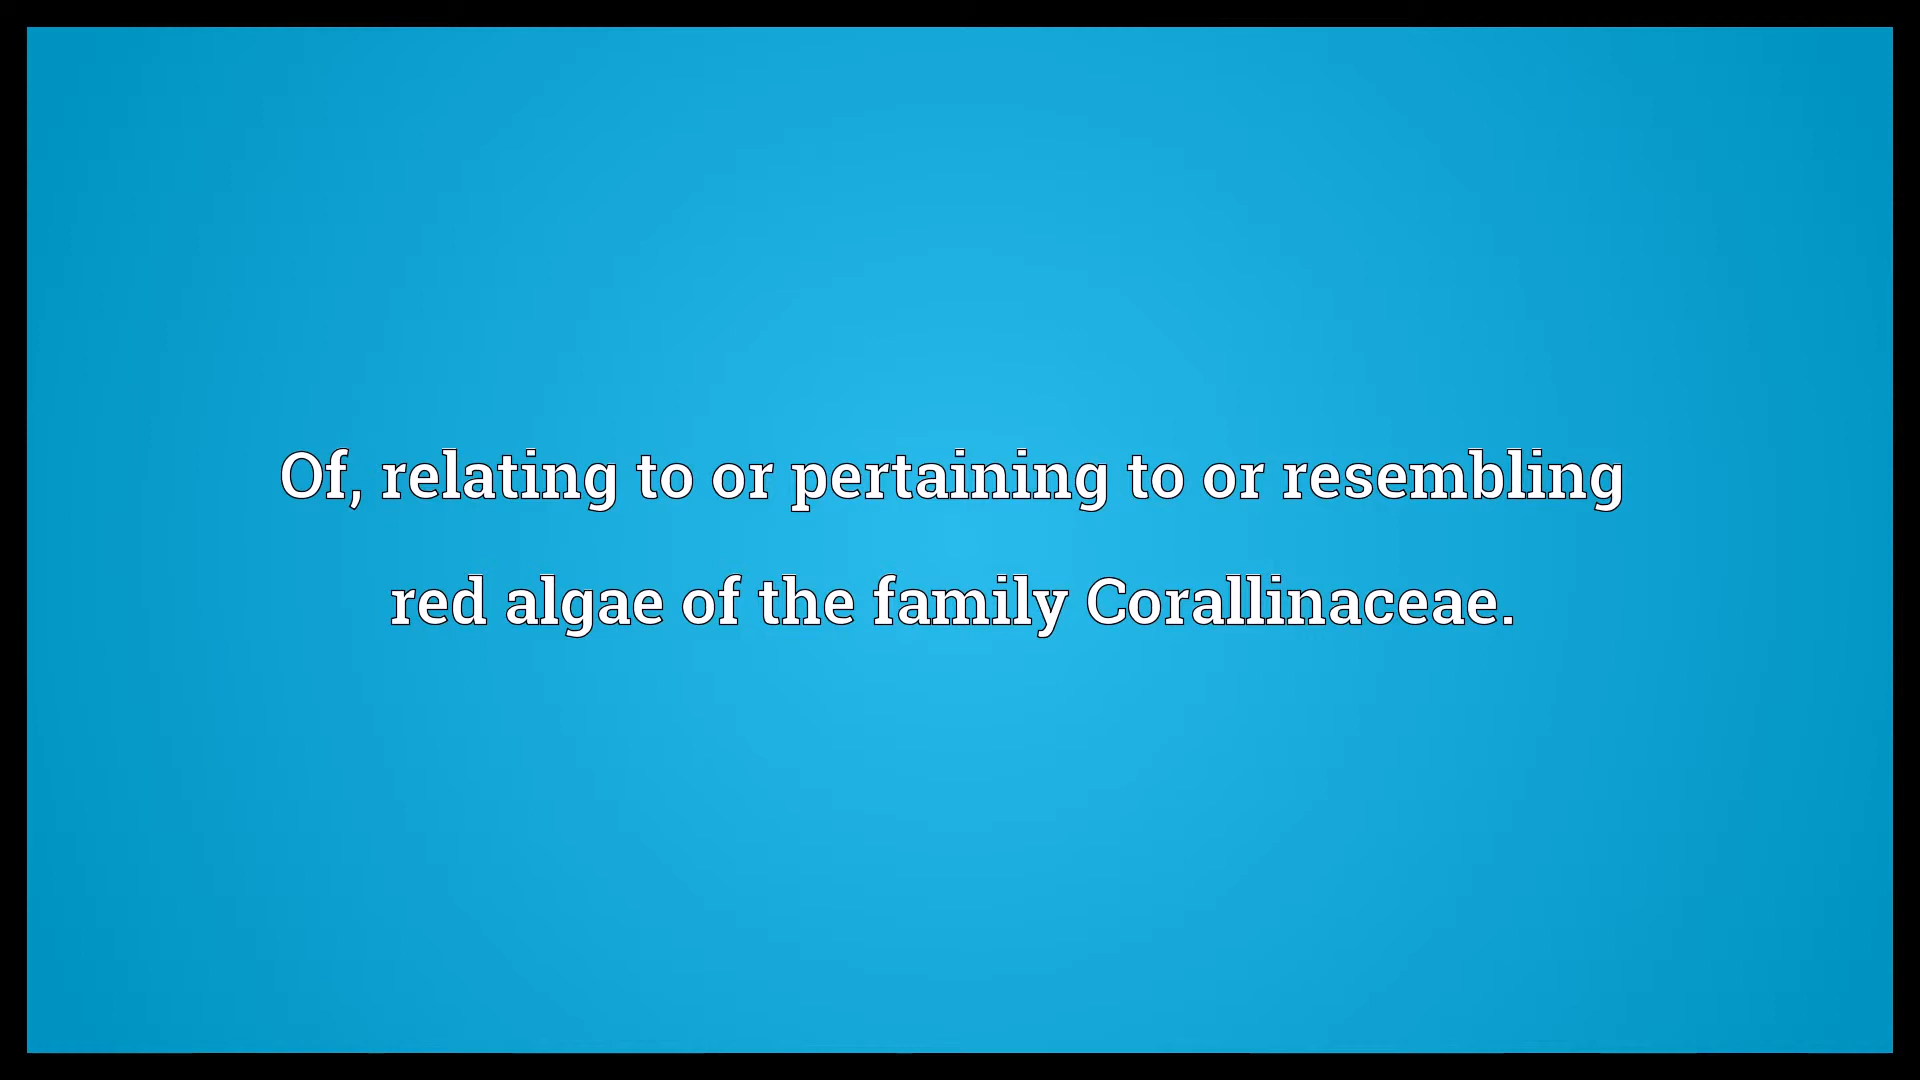 Of, relating to or pertaining to or resembling
red algae of the family Corallinaceae.